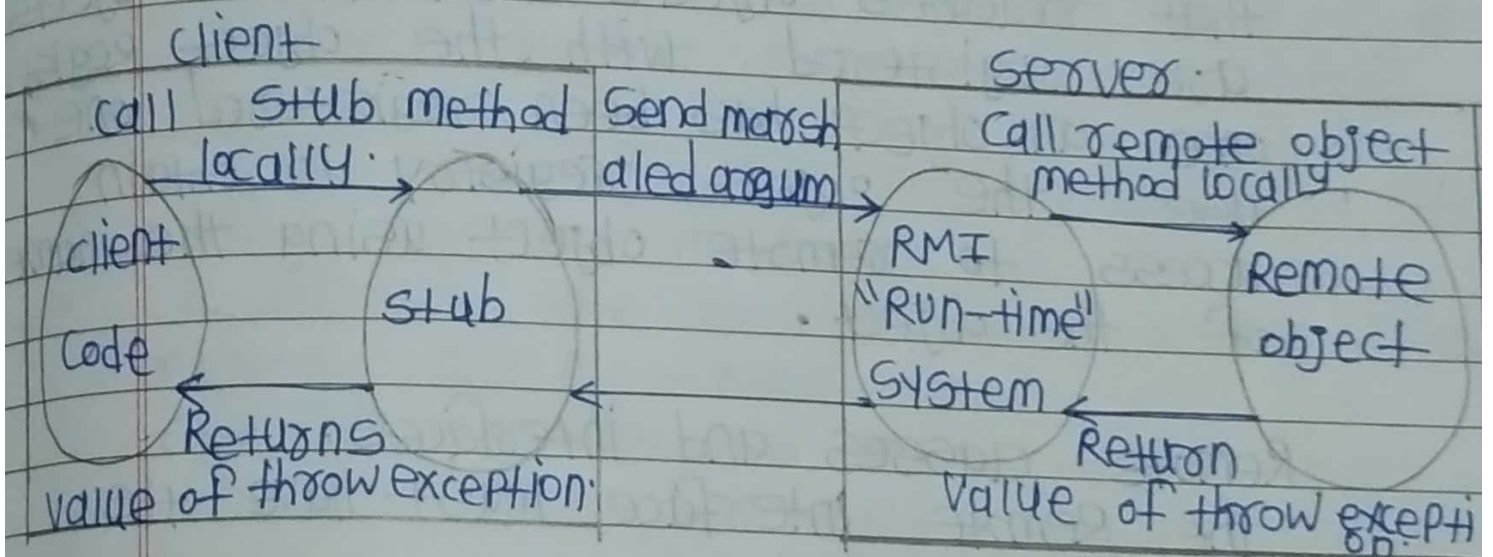 client
Server.
call stub method
locally.
Send marsh
aled argum
Call remote object
method locally
client
code
stub
RMI
"Run-time"
System
Remote
object
Returns
value of throw exception.
Return
value of throw excepti
on.